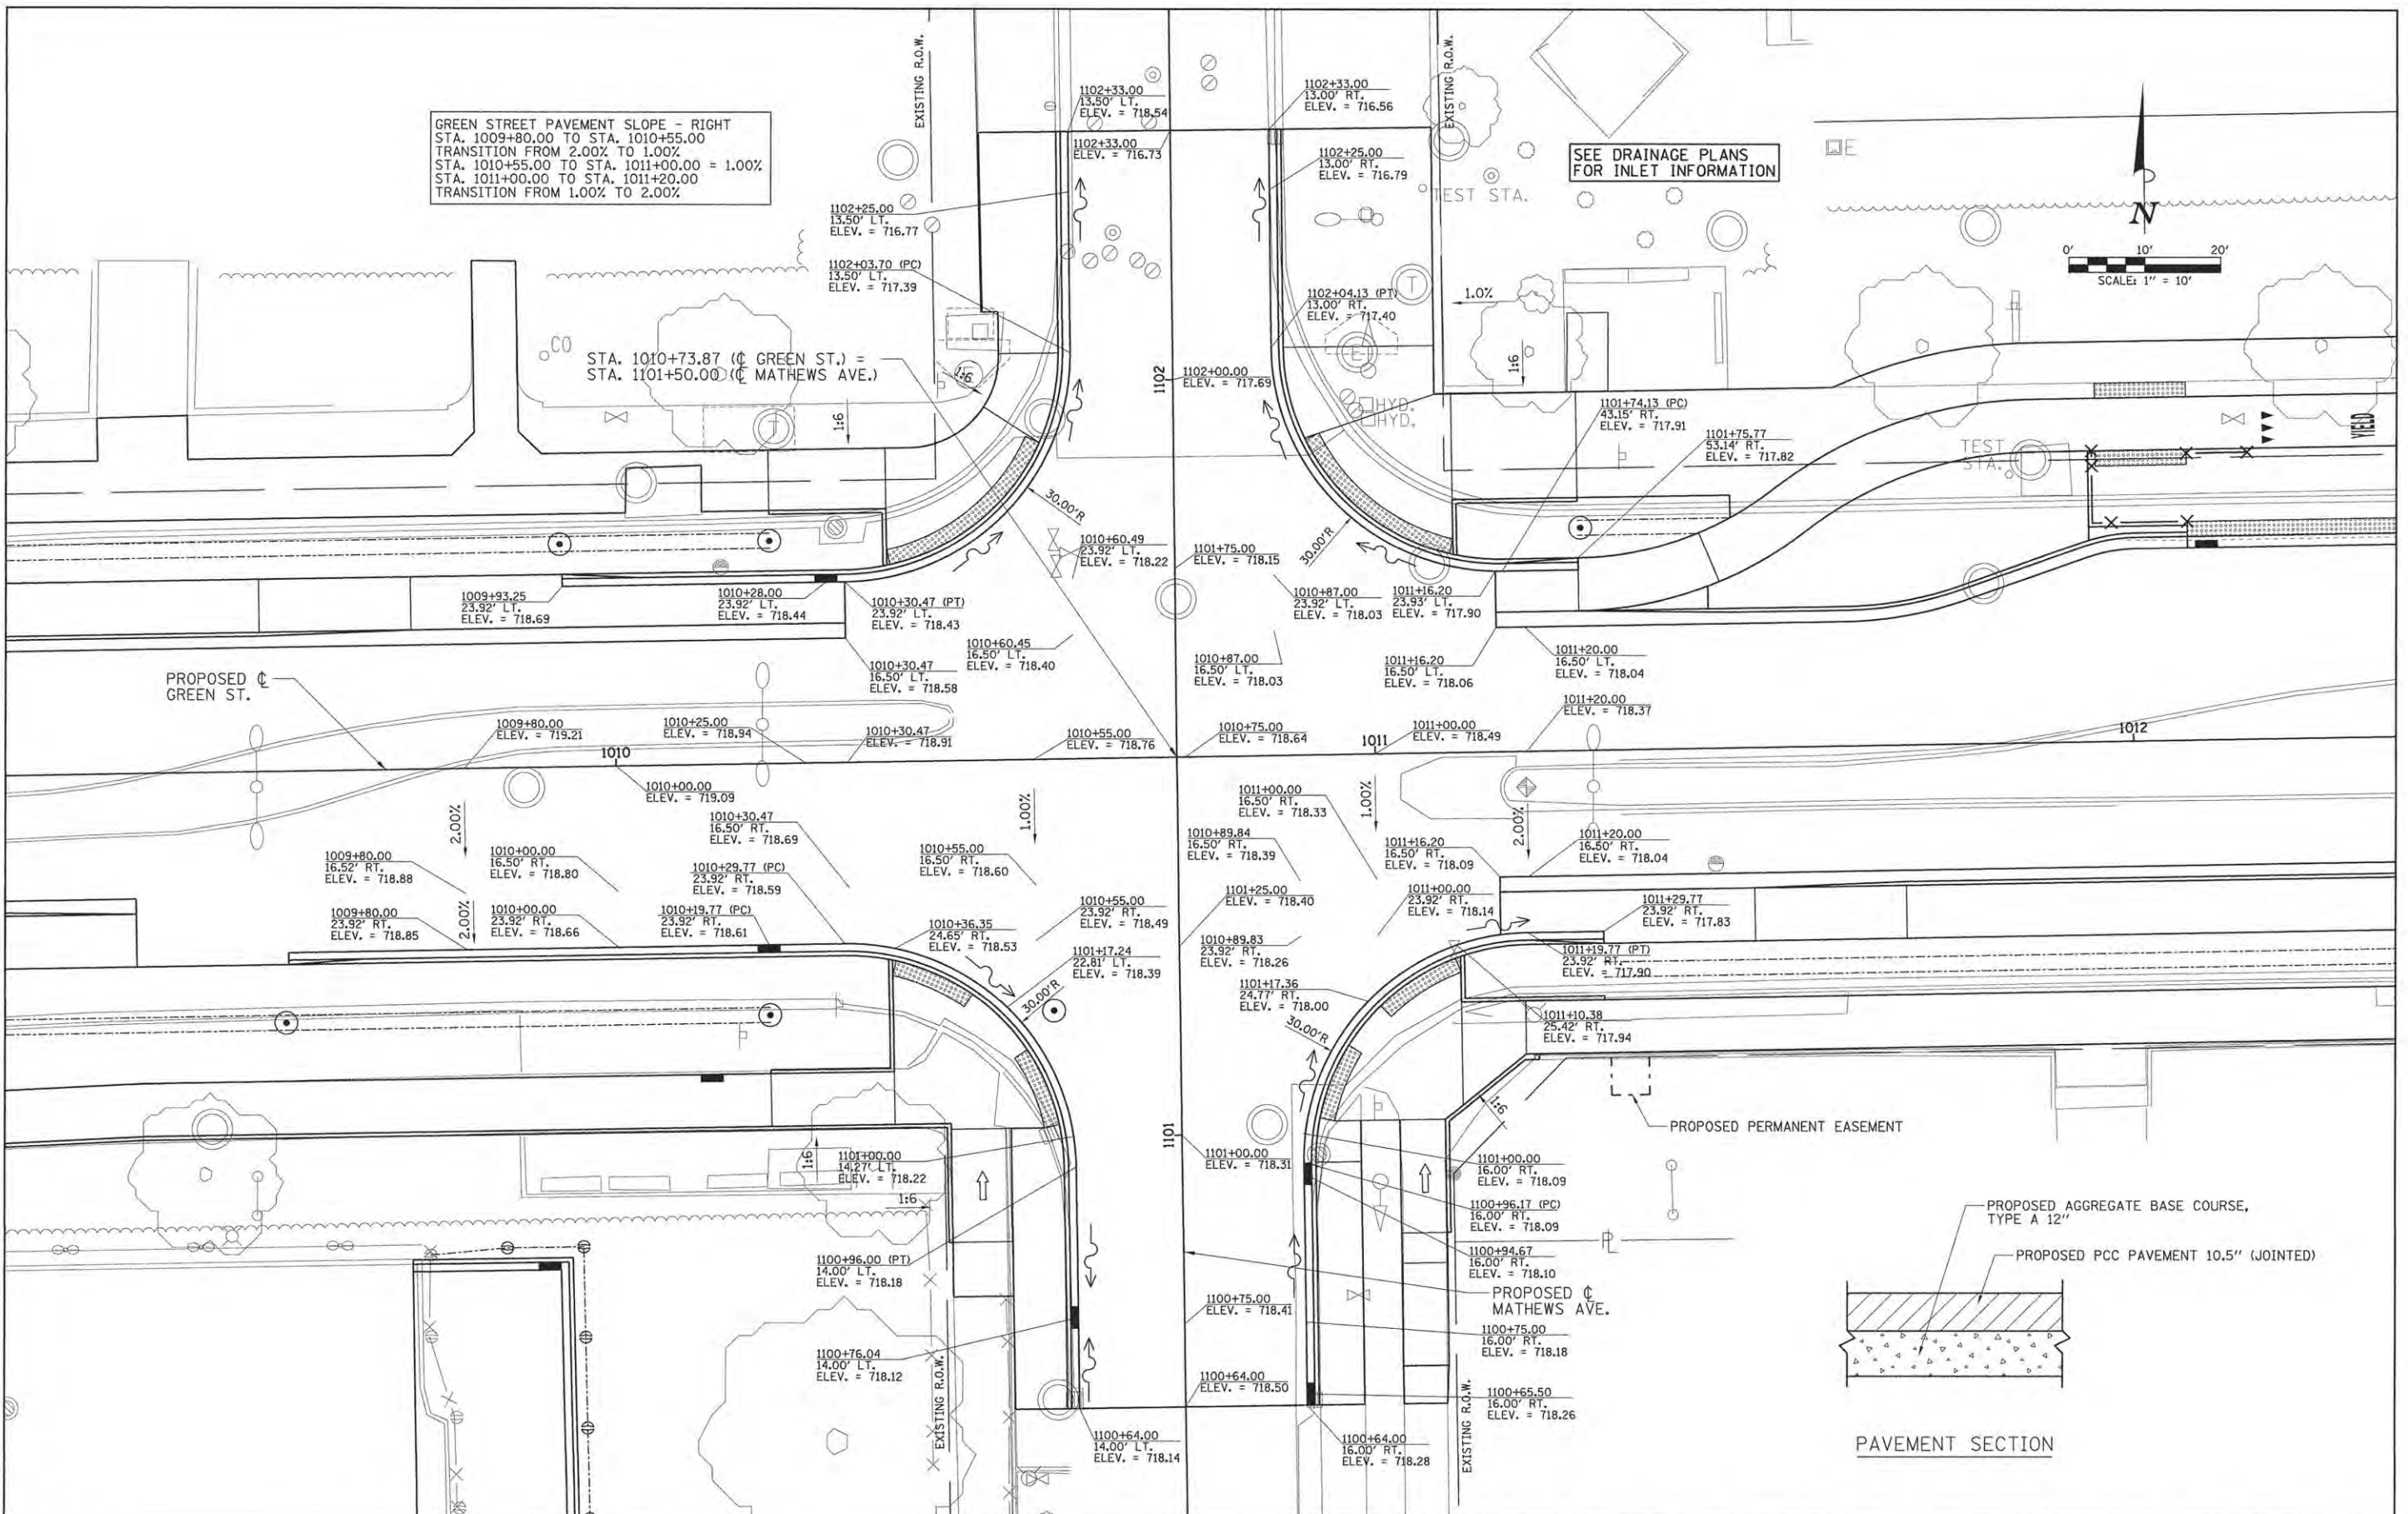 GREEN STREET PAVEMENT SLOPE - RIGHT
STA. 1009+80.00 TO STA. 1010+55.00
TRANSITION FROM 2.00% TO 1.00%
STA. 1010+55.00 TO STA. 1011+00.00 = 1.00%
STA. 1011+00.00 TO STA. 1011+20.00
TRANSITION FROM 1.00% TO 2.00%
EXISTING R.O.W.
1102+33.00
13.50' LT.
ELEV. = 718.54
1102+33.00
ELEV. = 716.73
1102+33.00
13.00' RT.
ELEV. = 716.56
EXISTING R.O.W.
1102+25.00
13.00' RT.
ELEV. = 716.79
SEE DRAINAGE PLANS
FOR INLET INFORMATION
E
TEST STA.
N
0' 10' 20'
SCALE: 1" = 10'
1102+25.00
13.50' LT.
ELEV. = 716.77
1102+03.70 (PC)
13.50' LT.
ELEV. = 717.39
1102+04.13 (PT)
13.00' RT.
ELEV. = 717.40
T
1.0%
CO
STA. 1010+73.87 (℄ GREEN ST.) =
STA. 1101+50.00 (℄ MATHEWS AVE.)
1:6
1:6
T
E
1102
1102+00.00
ELEV. = 717.69
HYD.
HYD.
1:6
1101+74.13 (PC)
43.15' RT.
ELEV. = 717.91
1101+75.77
53.14' RT.
ELEV. = 717.82
TEST
STA.
YIELD
30.00'R
1010+60.49
23.92' LT.
ELEV. = 718.22
1101+75.00
ELEV. = 718.15
30.00'R
1009+93.25
23.92' LT.
ELEV. = 718.69
1010+28.00
23.92' LT.
ELEV. = 718.44
1010+30.47 (PT)
23.92' LT.
ELEV. = 718.43
1010+87.00
23.92' LT.
ELEV. = 718.03
1011+16.20
23.93' LT.
ELEV. = 717.90
1010+60.45
16.50' LT.
ELEV. = 718.40
1010+30.47
16.50' LT.
ELEV. = 718.58
1010+87.00
16.50' LT.
ELEV. = 718.03
1011+16.20
16.50' LT.
ELEV. = 718.06
1011+20.00
16.50' LT.
ELEV. = 718.04
PROPOSED ℄
GREEN ST.
1009+80.00
ELEV. = 719.21
1010+25.00
ELEV. = 718.94
1010+30.47
ELEV. = 718.91
1010+55.00
ELEV. = 718.76
1010+75.00
ELEV. = 718.64
1011+00.00
ELEV. = 718.49
1011+20.00
ELEV. = 718.37
1010
1011
1012
1010+00.00
ELEV. = 719.09
2.00%
1010+30.47
16.50' RT.
ELEV. = 718.69
1.00%
1011+00.00
16.50' RT.
ELEV. = 718.33
1.00%
2.00%
1009+80.00
16.52' RT.
ELEV. = 718.88
1010+00.00
16.50' RT.
ELEV. = 718.80
1010+29.77 (PC)
23.92' RT.
ELEV. = 718.59
1010+55.00
16.50' RT.
ELEV. = 718.60
1010+89.84
16.50' RT.
ELEV. = 718.39
1011+16.20
16.50' RT.
ELEV. = 718.09
1011+20.00
16.50' RT.
ELEV. = 718.04
1009+80.00
23.92' RT.
ELEV. = 718.85
2.00%
1010+00.00
23.92' RT.
ELEV. = 718.66
1010+19.77 (PC)
23.92' RT.
ELEV. = 718.61
1010+36.35
24.65' RT.
ELEV. = 718.53
1010+55.00
23.92' RT.
ELEV. = 718.49
1101+25.00
ELEV. = 718.40
1011+00.00
23.92' RT.
ELEV. = 718.14
1011+29.77
23.92' RT.
ELEV. = 717.83
1101+17.24
22.81' LT.
ELEV. = 718.39
1010+89.83
23.92' RT.
ELEV. = 718.26
1011+19.77 (PT)
23.92' RT.
ELEV. = 717.90
30.00'R
1101+17.36
24.77' RT.
ELEV. = 718.00
30.00'R
1011+10.38
25.42' RT.
ELEV. = 717.94
1:6
PROPOSED PERMANENT EASEMENT
1101
1:6
1101+00.00
14.27' LT.
ELEV. = 718.22
1101+00.00
ELEV. = 718.31
1101+00.00
16.00' RT.
ELEV. = 718.09
1:6
1100+96.17 (PC)
16.00' RT.
ELEV. = 718.09
PROPOSED AGGREGATE BASE COURSE,
TYPE A 12"
1100+96.00 (PT)
14.00' LT.
ELEV. = 718.18
1100+94.67
16.00' RT.
ELEV. = 718.10
PL
PROPOSED PCC PAVEMENT 10.5" (JOINTED)
PROPOSED ℄
MATHEWS AVE.
1100+75.00
ELEV. = 718.41
1100+75.00
16.00' RT.
ELEV. = 718.18
1100+76.04
14.00' LT.
ELEV. = 718.12
EXISTING R.O.W.
1100+64.00
ELEV. = 718.50
1100+65.50
16.00' RT.
ELEV. = 718.26
EXISTING R.O.W.
1100+64.00
14.00' LT.
ELEV. = 718.14
1100+64.00
16.00' RT.
ELEV. = 718.28
PAVEMENT SECTION